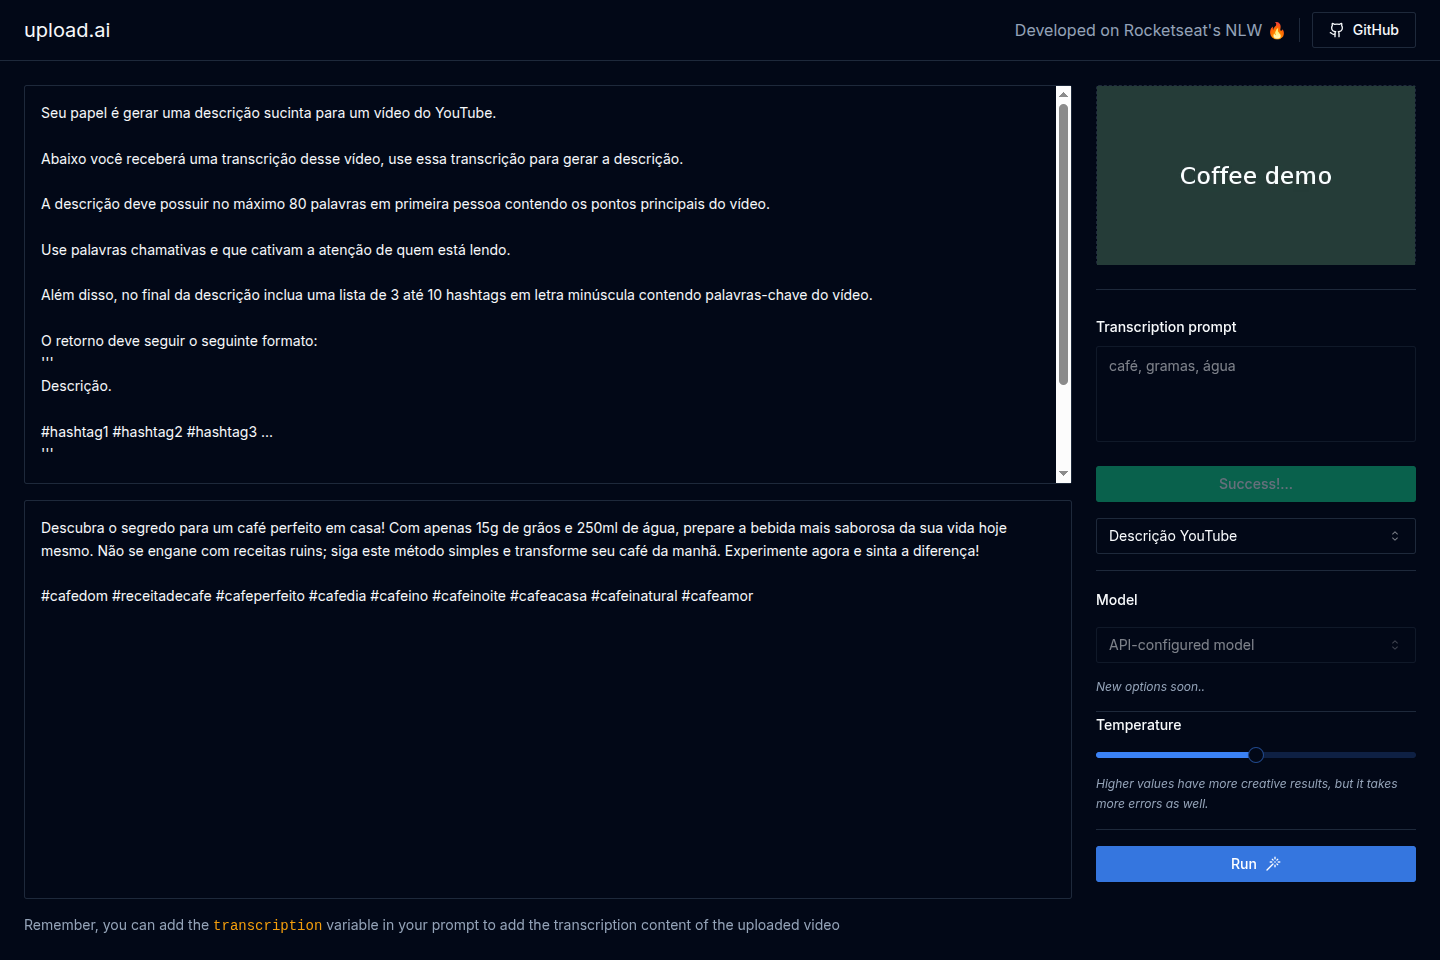 upload.ai
Developed on Rocketseat's NLW 🔥
GitHub
Seu papel é gerar uma descrição sucinta para um vídeo do YouTube.
Abaixo você receberá uma transcrição desse vídeo, use essa transcrição para gerar a descrição.
A descrição deve possuir no máximo 80 palavras em primeira pessoa contendo os pontos principais do vídeo.
Use palavras chamativas e que cativam a atenção de quem está lendo.
Além disso, no final da descrição inclua uma lista de 3 até 10 hashtags em letra minúscula contendo palavras-chave do vídeo.
O retorno deve seguir o seguinte formato:
'''
Descrição.
#hashtag1 #hashtag2 #hashtag3 ...
'''
Descubra o segredo para um café perfeito em casa! Com apenas 15g de grãos e 250ml de água, prepare a bebida mais saborosa da sua vida hoje
mesmo. Não se engane com receitas ruins; siga este método simples e transforme seu café da manhã. Experimente agora e sinta a diferença!
#cafedom #receitadecafe #cafeperfeito #cafedia #cafeino #cafeinoite #cafeacasa #cafeinatural #cafeamor
Remember, you can add the transcription variable in your prompt to add the transcription content of the uploaded video
Coffee demo
Transcription prompt
café, gramas, água
Success!...
Descrição YouTube
Model
API-configured model
New options soon..
Temperature
Higher values have more creative results, but it takes
more errors as well.
Run